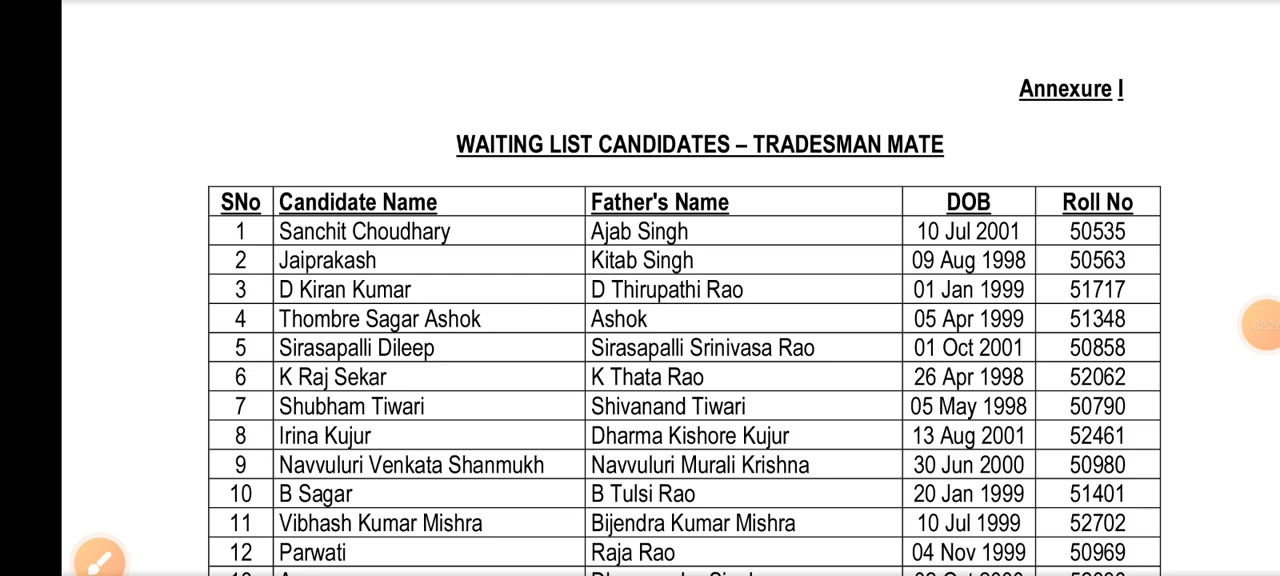 Annexure I
WAITING LIST CANDIDATES – TRADESMAN MATE
SNo Candidate Name Father's Name DOB Roll No
1 Sanchit Choudhary Ajab Singh 10 Jul 2001 50535
2 Jaiprakash Kitab Singh 09 Aug 1998 50563
3 D Kiran Kumar D Thirupathi Rao 01 Jan 1999 51717
4 Thombre Sagar Ashok Ashok 05 Apr 1999 51348
5 Sirasapalli Dileep Sirasapalli Srinivasa Rao 01 Oct 2001 50858
6 K Raj Sekar K Thata Rao 26 Apr 1998 52062
7 Shubham Tiwari Shivanand Tiwari 05 May 1998 50790
8 Irina Kujur Dharma Kishore Kujur 13 Aug 2001 52461
9 Navvuluri Venkata Shanmukh Navvuluri Murali Krishna 30 Jun 2000 50980
10 B Sagar B Tulsi Rao 20 Jan 1999 51401
11 Vibhash Kumar Mishra Bijendra Kumar Mishra 10 Jul 1999 52702
12 Parwati Raja Rao 04 Nov 1999 50969